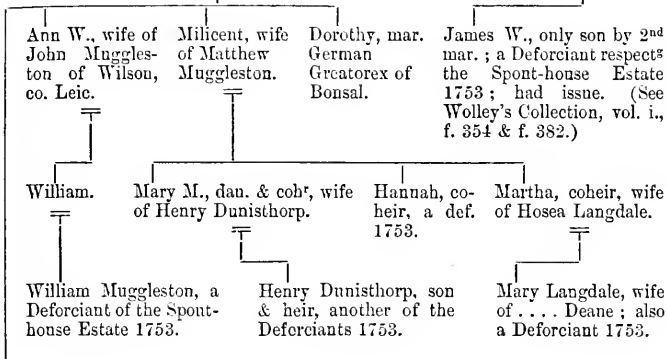 Ann W., wife of
John Muggles-
ton of Wilson,
co. Leic.
Milicent, wife
of Matthew
Muggleston.
Dorothy, mar.
German
Greatorex of
Bonsal.
James W., only son by 2nd
mar. ; a Deforciant respectg
the Spont-house Estate
1753 ; had issue. (See
Wolley's Collection, vol. i.,
f. 354 & f. 382.)
William.
Mary M., dau. & cohr, wife
of Henry Dunisthorp.
Hannah, co-
heir, a def.
1753.
Martha, coheir, wife
of Hosea Langdale.
William Muggleston, a
Deforciant of the Spout-
house Estate 1753.
Henry Dunisthorp, son
& heir, another of the
Deforciants 1753.
Mary Langdale, wife
of . . . . Deane ; also
a Deforciant 1753.